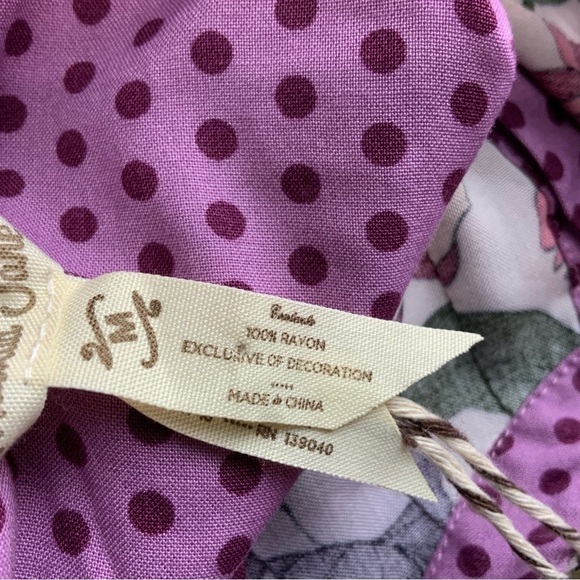 M
Contents
100% RAYON
EXCLUSIVE OF DECORATION
MADE in CHINA
RN 139040